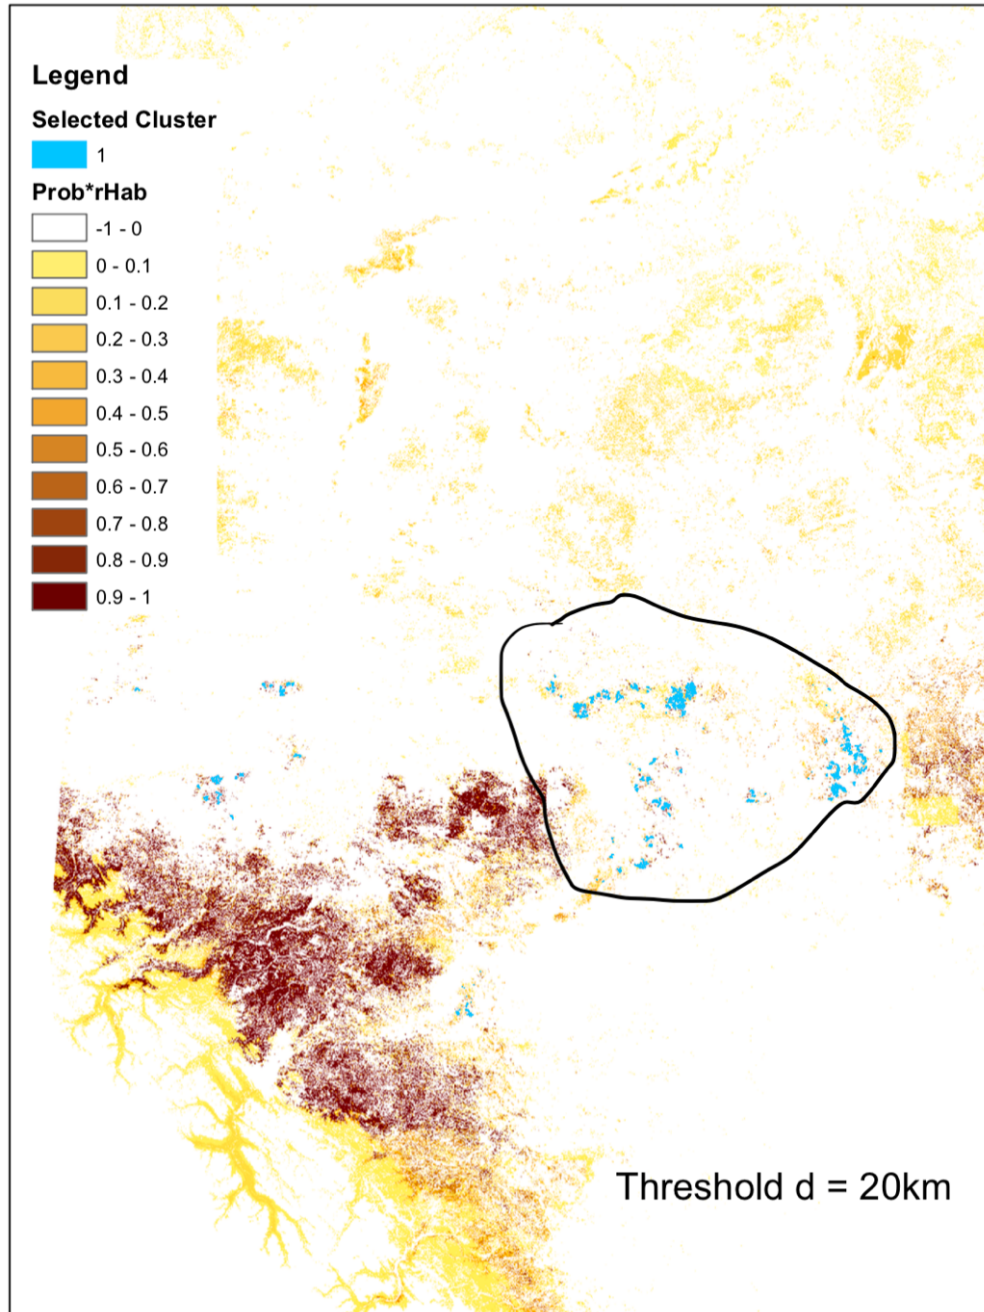 Legend
Selected Cluster
1
Prob*rHab
-1 - 0
0 - 0.1
0.1 - 0.2
0.2 - 0.3
0.3 - 0.4
0.4 - 0.5
0.5 - 0.6
0.6 - 0.7
0.7 - 0.8
0.8 - 0.9
0.9 - 1
Threshold d = 20km